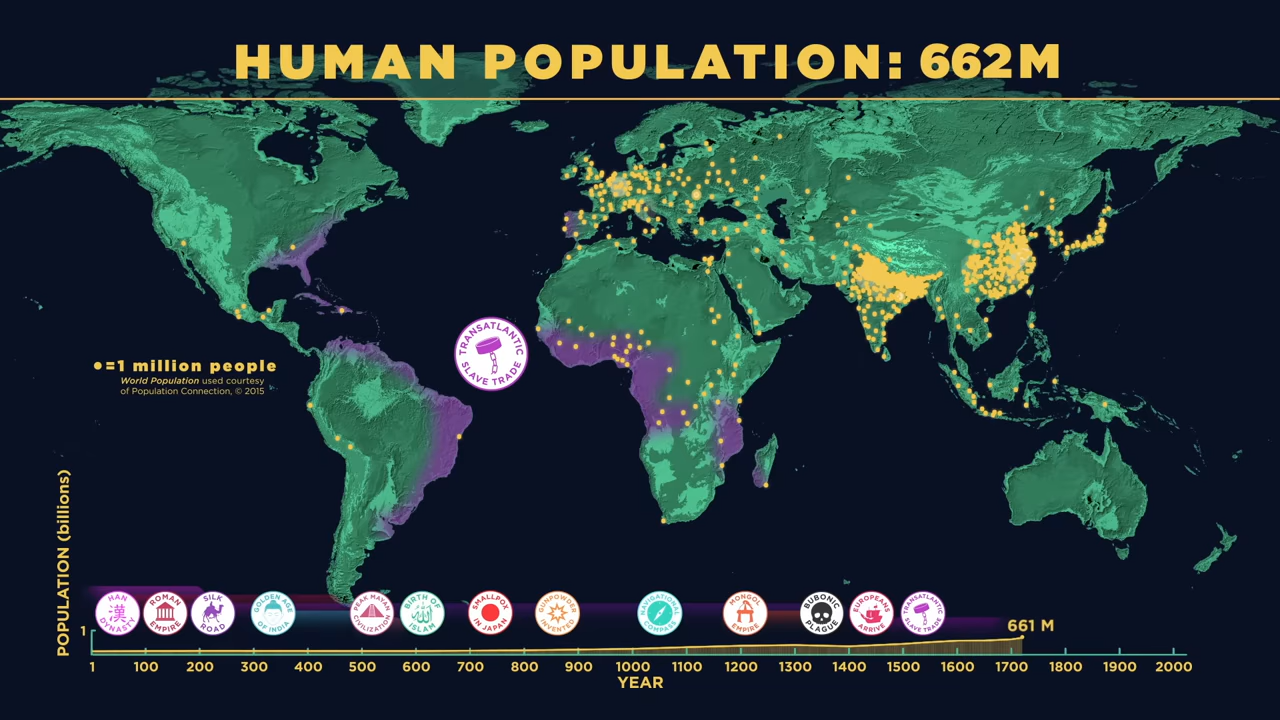 HUMAN POPULATION: 662M
TRANSATLANTIC
SLAVE TRADE
=1 million people
World Population used courtesy
of Population Connection, © 2015
POPULATION (billions)
HAN
漢
DYNASTY
ROMAN
EMPIRE
SILK
ROAD
GOLDEN AGE
OF INDIA
PEAK MAYAN
CIVILIZATION
BIRTH OF
ISLAM
SMALLPOX
IN JAPAN
GUNPOWDER
INVENTED
NAVIGATIONAL
COMPASS
MONGOL
EMPIRE
BUBONIC
PLAGUE
EUROPEANS
ARRIVE
TRANSATLANTIC
SLAVE TRADE
661 M
1
1 100 200 300 400 500 600 700 800 900 1000 1100 1200 1300 1400 1500 1600 1700 1800 1900 2000
YEAR